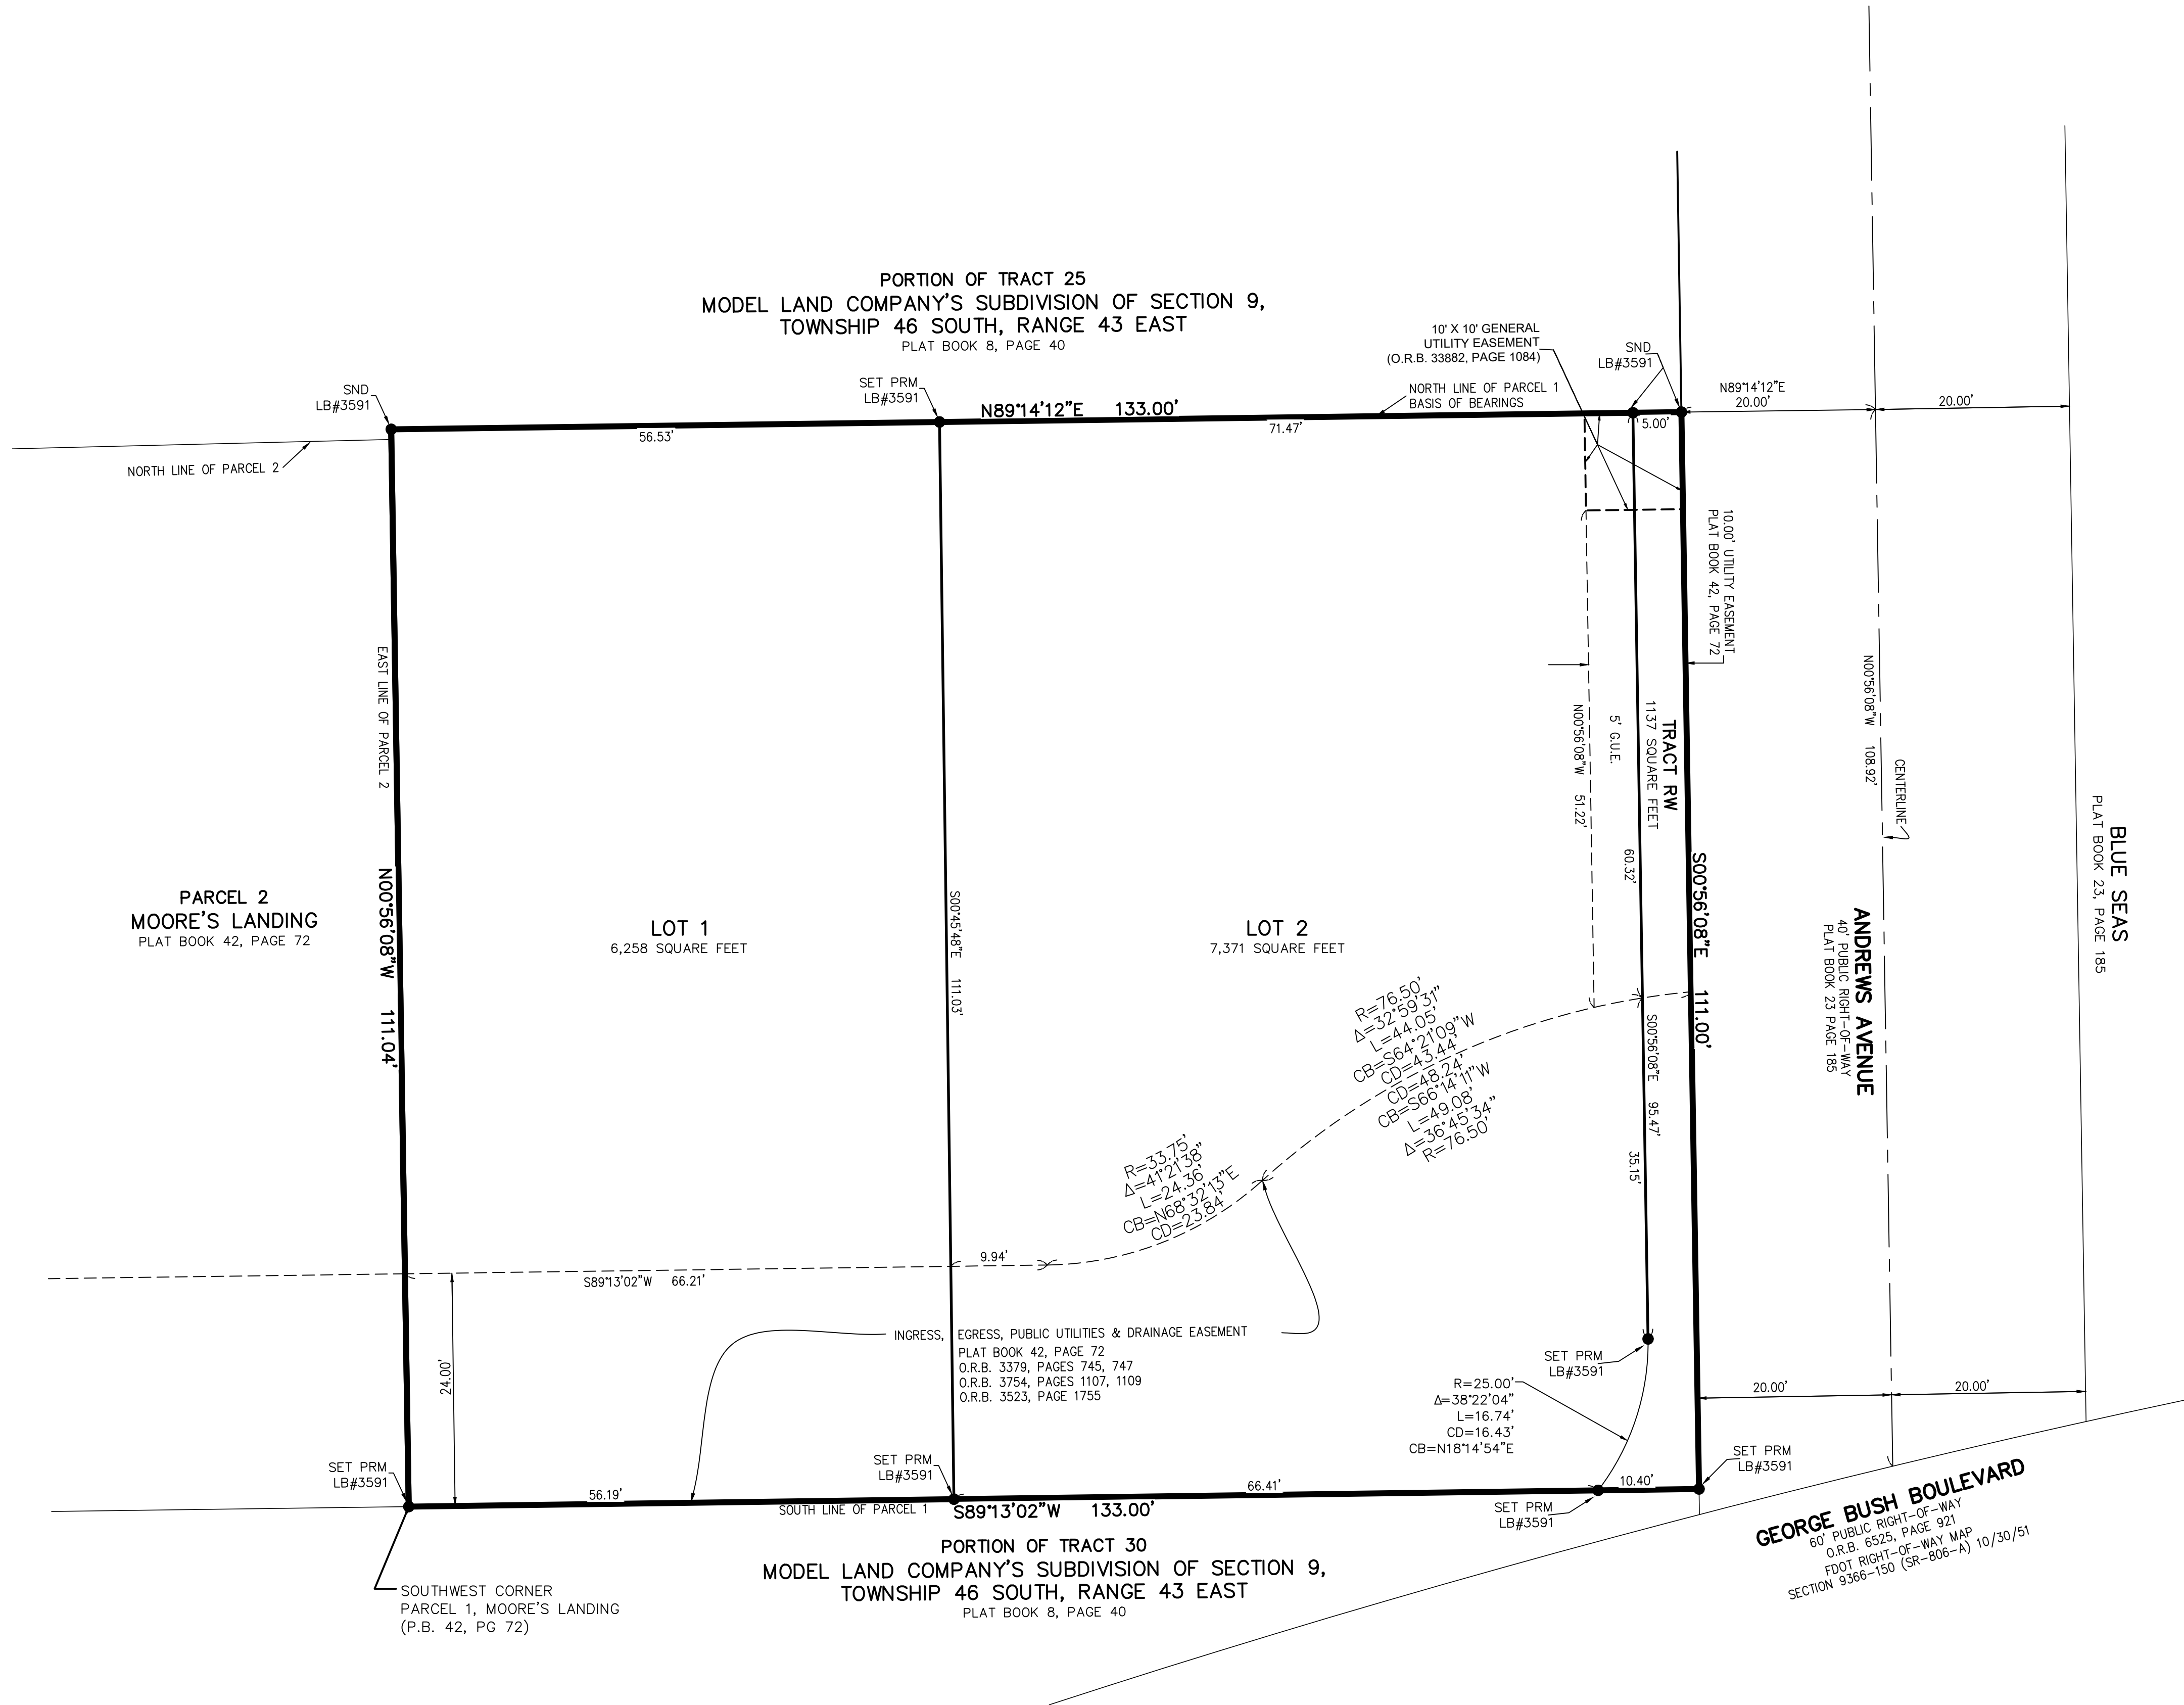 PORTION OF TRACT 25
MODEL LAND COMPANY'S SUBDIVISION OF SECTION 9,
TOWNSHIP 46 SOUTH, RANGE 43 EAST
PLAT BOOK 8, PAGE 40
10' X 10' GENERAL
UTILITY EASEMENT
(O.R.B. 33882, PAGE 1084)
SND
LB#3591
SND
LB#3591
SET PRM
LB#3591
N89°14'12"E 133.00'
NORTH LINE OF PARCEL 1
BASIS OF BEARINGS
N89°14'12"E
20.00'
20.00'
56.53'
71.47'
5.00'
NORTH LINE OF PARCEL 2
EAST LINE OF PARCEL 2
N00°56'08"W 111.04'
PARCEL 2
MOORE'S LANDING
PLAT BOOK 42, PAGE 72
LOT 1
6,258 SQUARE FEET
S00°45'48"E 111.03'
LOT 2
7,371 SQUARE FEET
N00°56'08"W 51.22'
5' G.U.E.
60.32'
TRACT RW
1137 SQUARE FEET
10.00' UTILITY EASEMENT
PLAT BOOK 42, PAGE 72
S00°56'08"E 111.00'
S00°56'08"E 95.47'
35.15'
N00°56'08"W 108.92'
CENTERLINE
ANDREWS AVENUE
40' PUBLIC RIGHT-OF-WAY
PLAT BOOK 23 PAGE 185
BLUE SEAS
PLAT BOOK 23, PAGE 185
R=76.50'
Δ=32°59'31"
L=44.05'
CB=S64°21'09"W
CD=43.44'
CD=48.24'
CB=S66°14'11"W
L=49.08'
Δ=36°45'34"
R=76.50'
R=33.75'
Δ=41°21'38"
L=24.36'
CB=N68°32'13"E
CD=23.84'
9.94'
S89°13'02"W 66.21'
24.00'
INGRESS, EGRESS, PUBLIC UTILITIES & DRAINAGE EASEMENT
PLAT BOOK 42, PAGE 72
O.R.B. 3379, PAGES 745, 747
O.R.B. 3754, PAGES 1107, 1109
O.R.B. 3523, PAGE 1755
SET PRM
LB#3591
R=25.00'
Δ=38°22'04"
L=16.74'
CD=16.43'
CB=N18°14'54"E
20.00'
20.00'
SET PRM
LB#3591
SET PRM
LB#3591
SET PRM
LB#3591
56.19'
66.41'
10.40'
SOUTH LINE OF PARCEL 1
S89°13'02"W 133.00'
SET PRM
LB#3591
PORTION OF TRACT 30
MODEL LAND COMPANY'S SUBDIVISION OF SECTION 9,
TOWNSHIP 46 SOUTH, RANGE 43 EAST
PLAT BOOK 8, PAGE 40
SOUTHWEST CORNER
PARCEL 1, MOORE'S LANDING
(P.B. 42, PG 72)
GEORGE BUSH BOULEVARD
60' PUBLIC RIGHT-OF-WAY
O.R.B. 6525, PAGE 921
FDOT RIGHT-OF-WAY MAP
SECTION 9366-150 (SR-806-A) 10/30/51